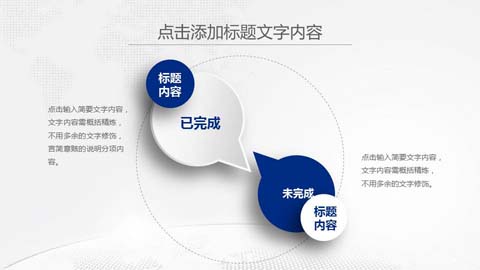 点击添加标题文字内容
标题
内容
已完成
点击输入简要文字内容，
文字内容需概括精炼，
不用多余的文字修饰，
言简意赅的说明分项内
容。
未完成
标题
内容
点击输入简要文字内容，
文字内容需概括精炼，
不用多余的文字修饰。